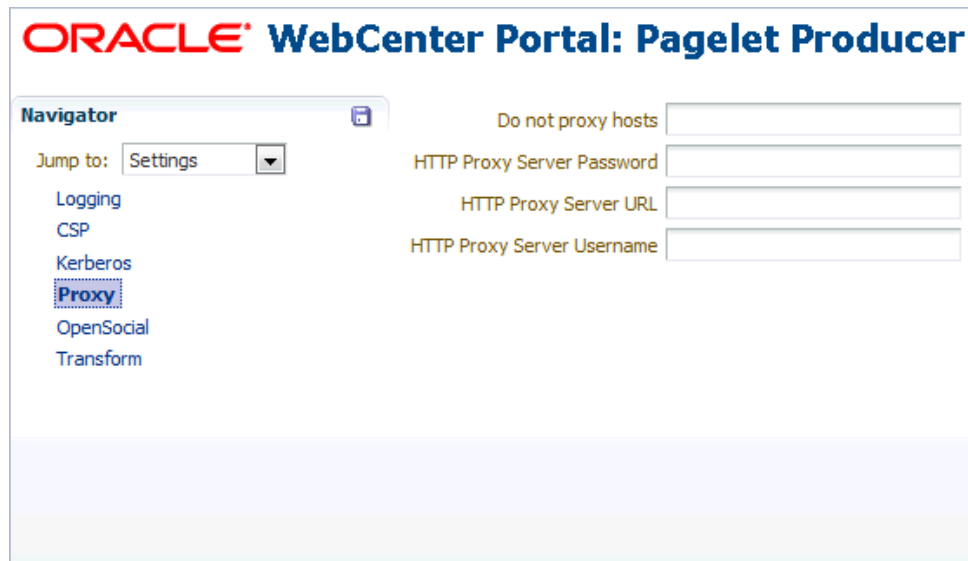 ORACLE WebCenter Portal: Pagelet Producer
Navigator
Jump to: Settings
Logging
CSP
Kerberos
Proxy
OpenSocial
Transform
Do not proxy hosts
HTTP Proxy Server Password
HTTP Proxy Server URL
HTTP Proxy Server Username